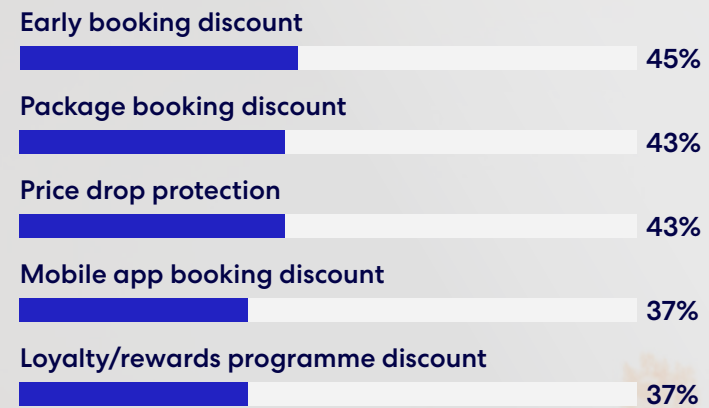 Early booking discount
45%
Package booking discount
43%
Price drop protection
43%
Mobile app booking discount
37%
Loyalty/rewards programme discount
37%